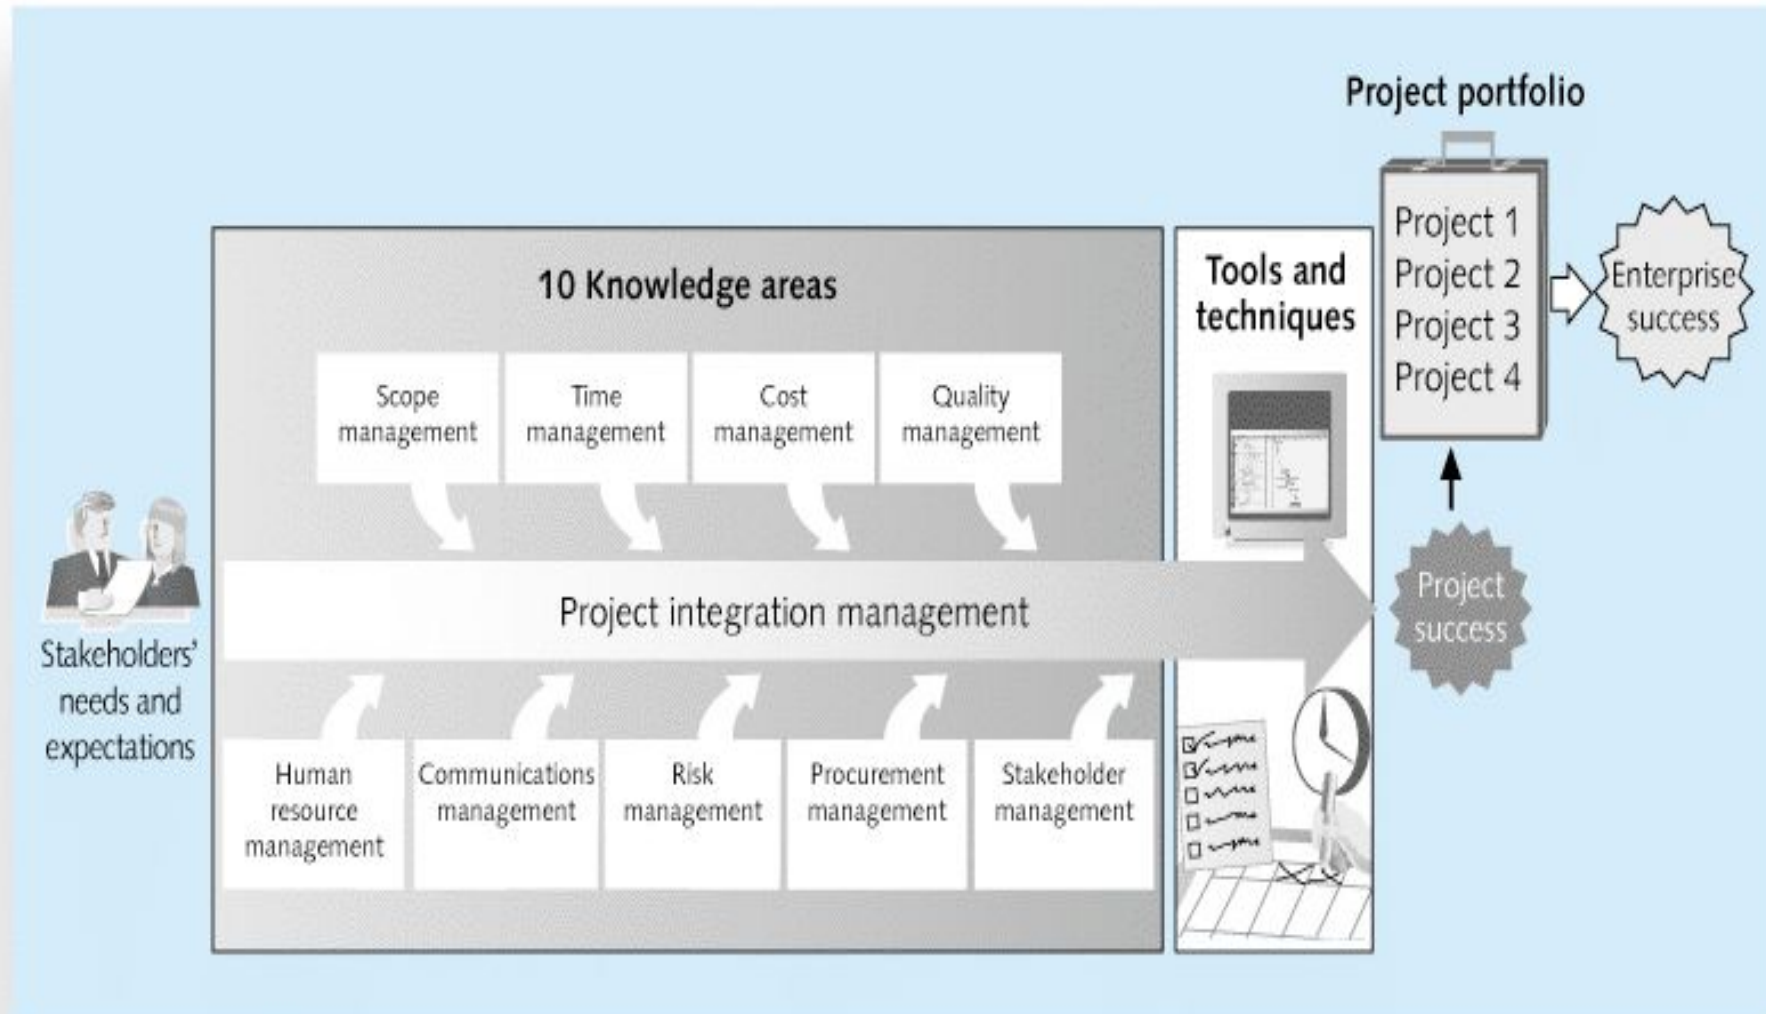 Project portfolio
Project 1
Project 2
Project 3
Project 4
Enterprise
success
10 Knowledge areas
Tools and
techniques
Scope
management
Time
management
Cost
management
Quality
management
Project integration management
Project
success
Stakeholders'
needs and
expectations
Human
resource
management
Communications
management
Risk
management
Procurement
management
Stakeholder
management